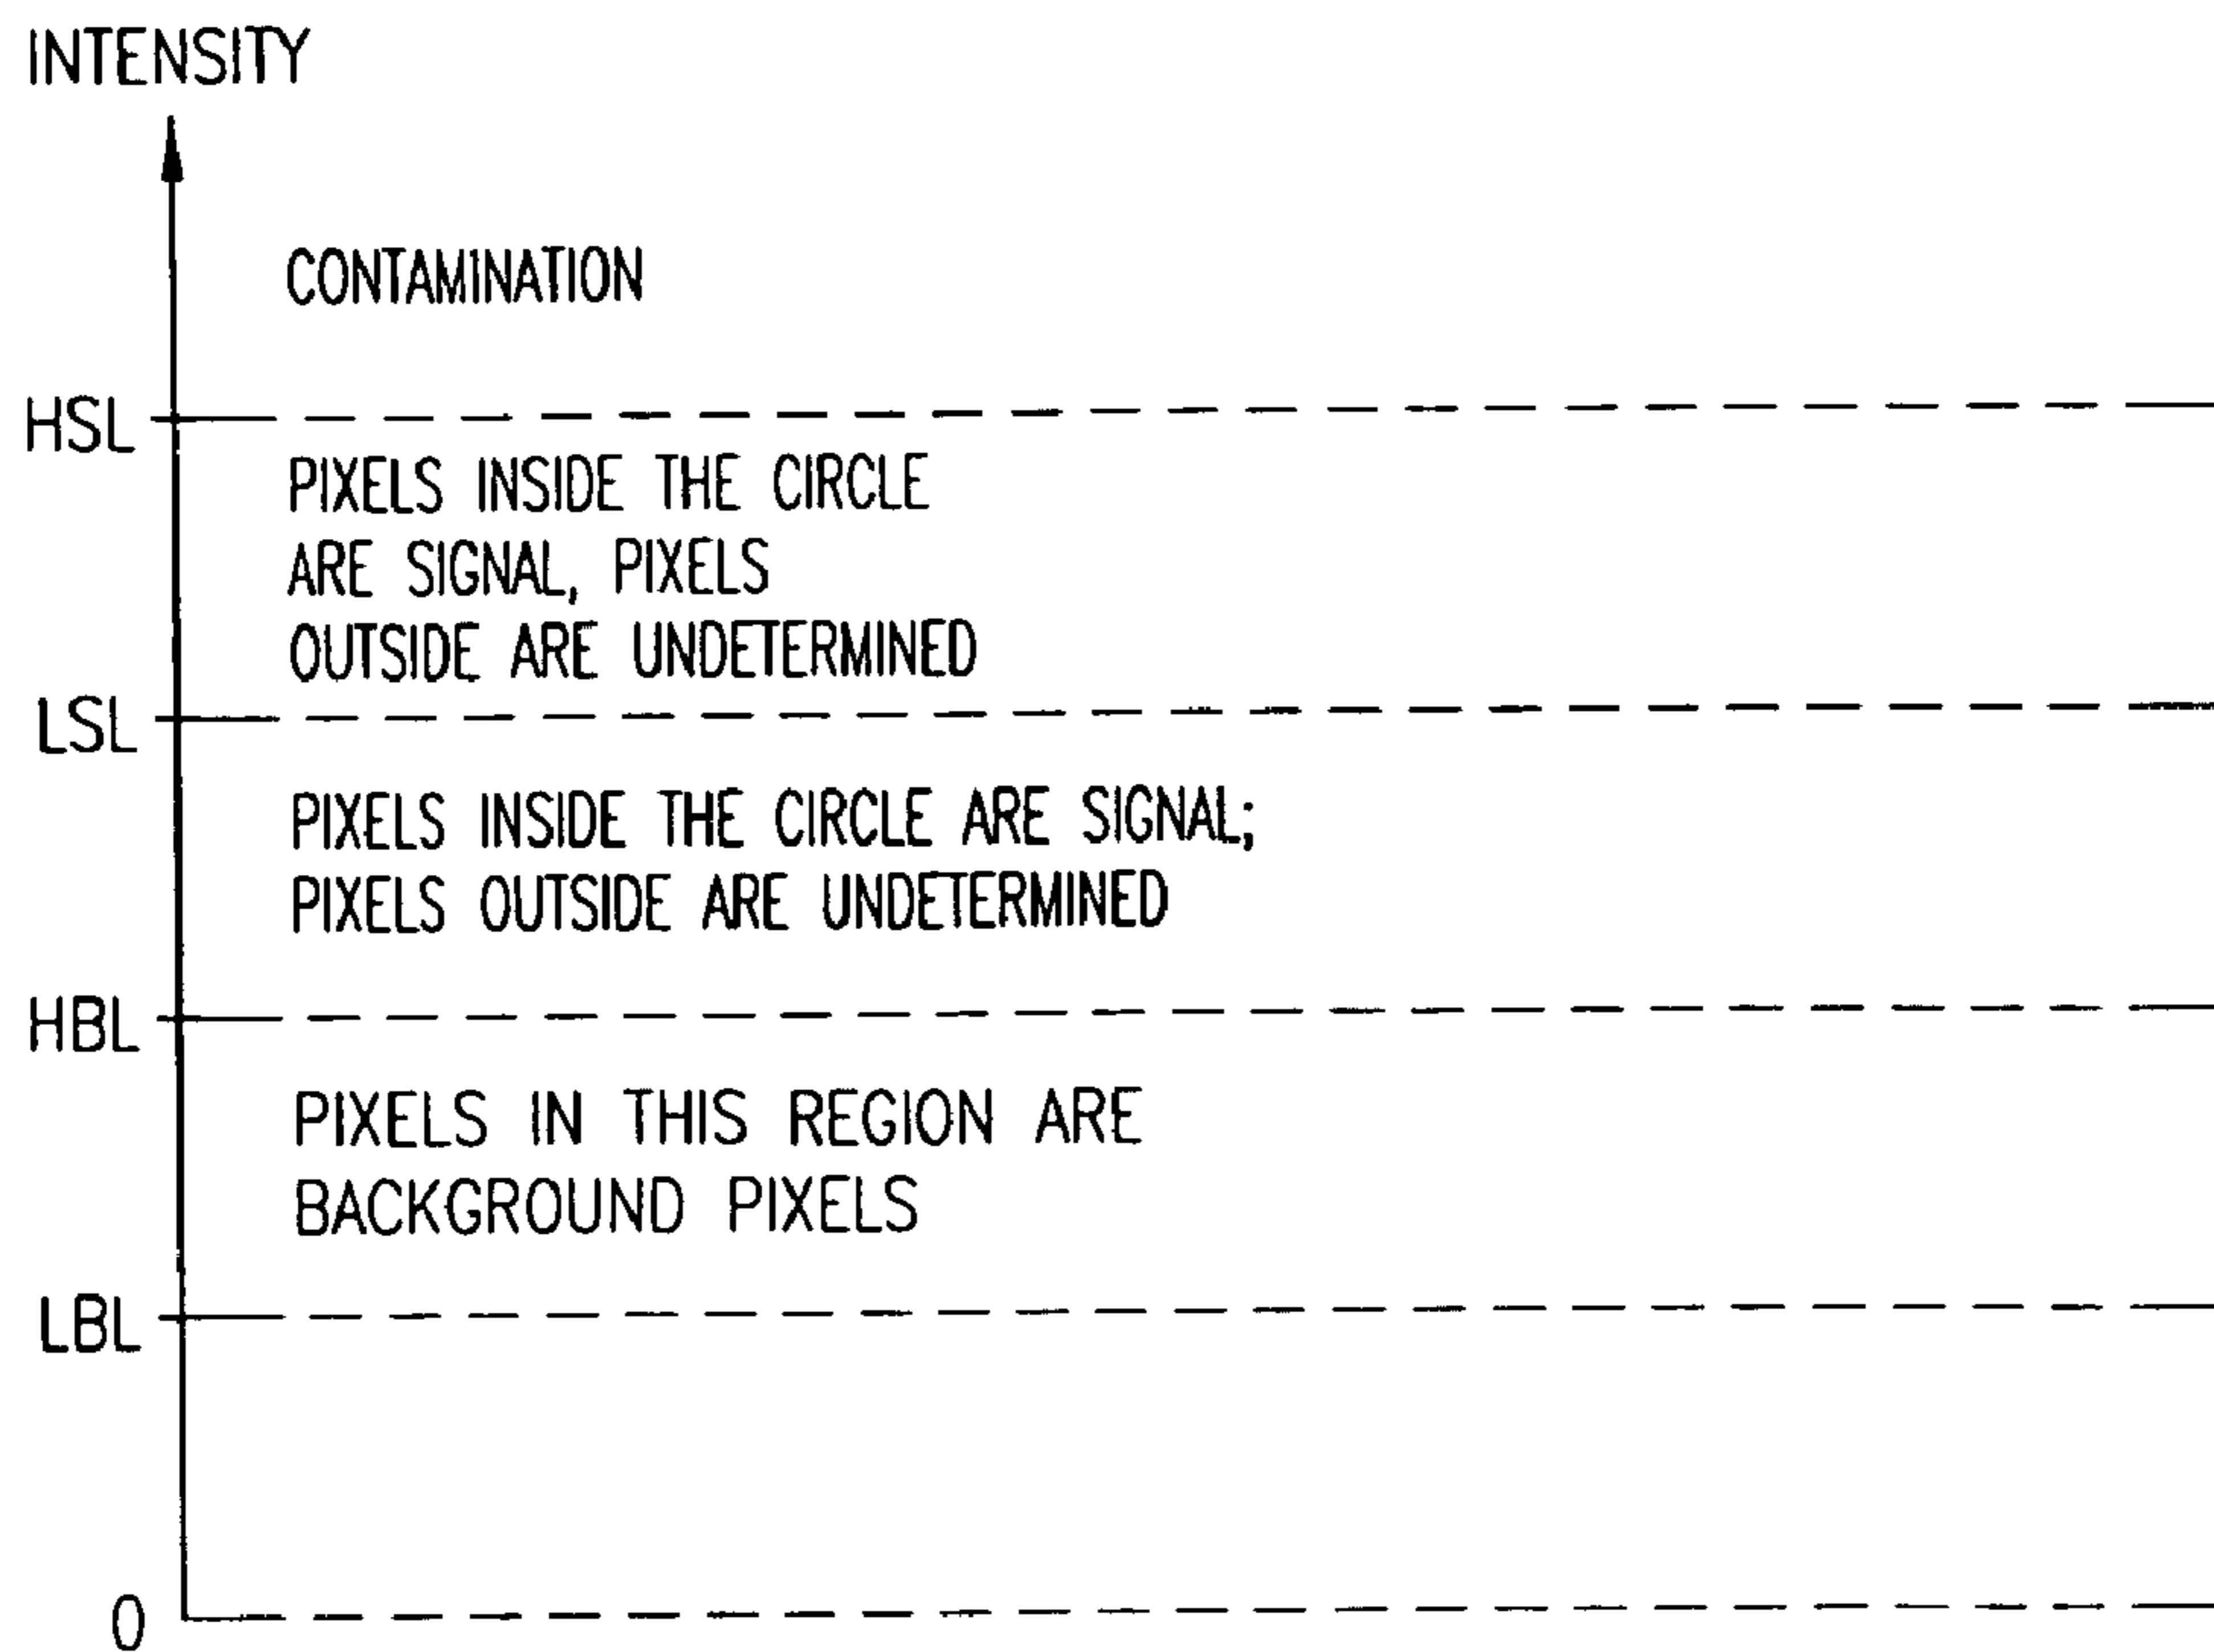 INTENSITY
CONTAMINATION
HSL
PIXELS INSIDE THE CIRCLE
ARE SIGNAL, PIXELS
OUTSIDE ARE UNDETERMINED
LSL
PIXELS INSIDE THE CIRCLE ARE SIGNAL;
PIXELS OUTSIDE ARE UNDETERMINED
HBL
PIXELS IN THIS REGION ARE
BACKGROUND PIXELS
LBL
0